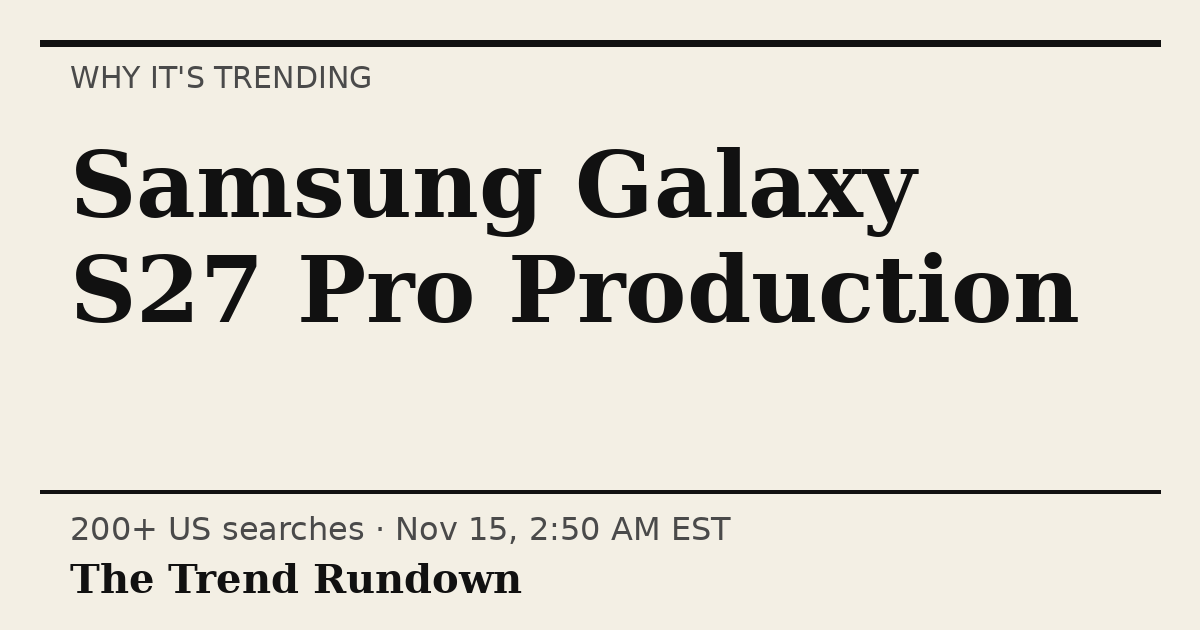 WHY IT'S TRENDING
Samsung Galaxy
S27 Pro Production
200+ US searches · Nov 15, 2:50 AM EST
The Trend Rundown